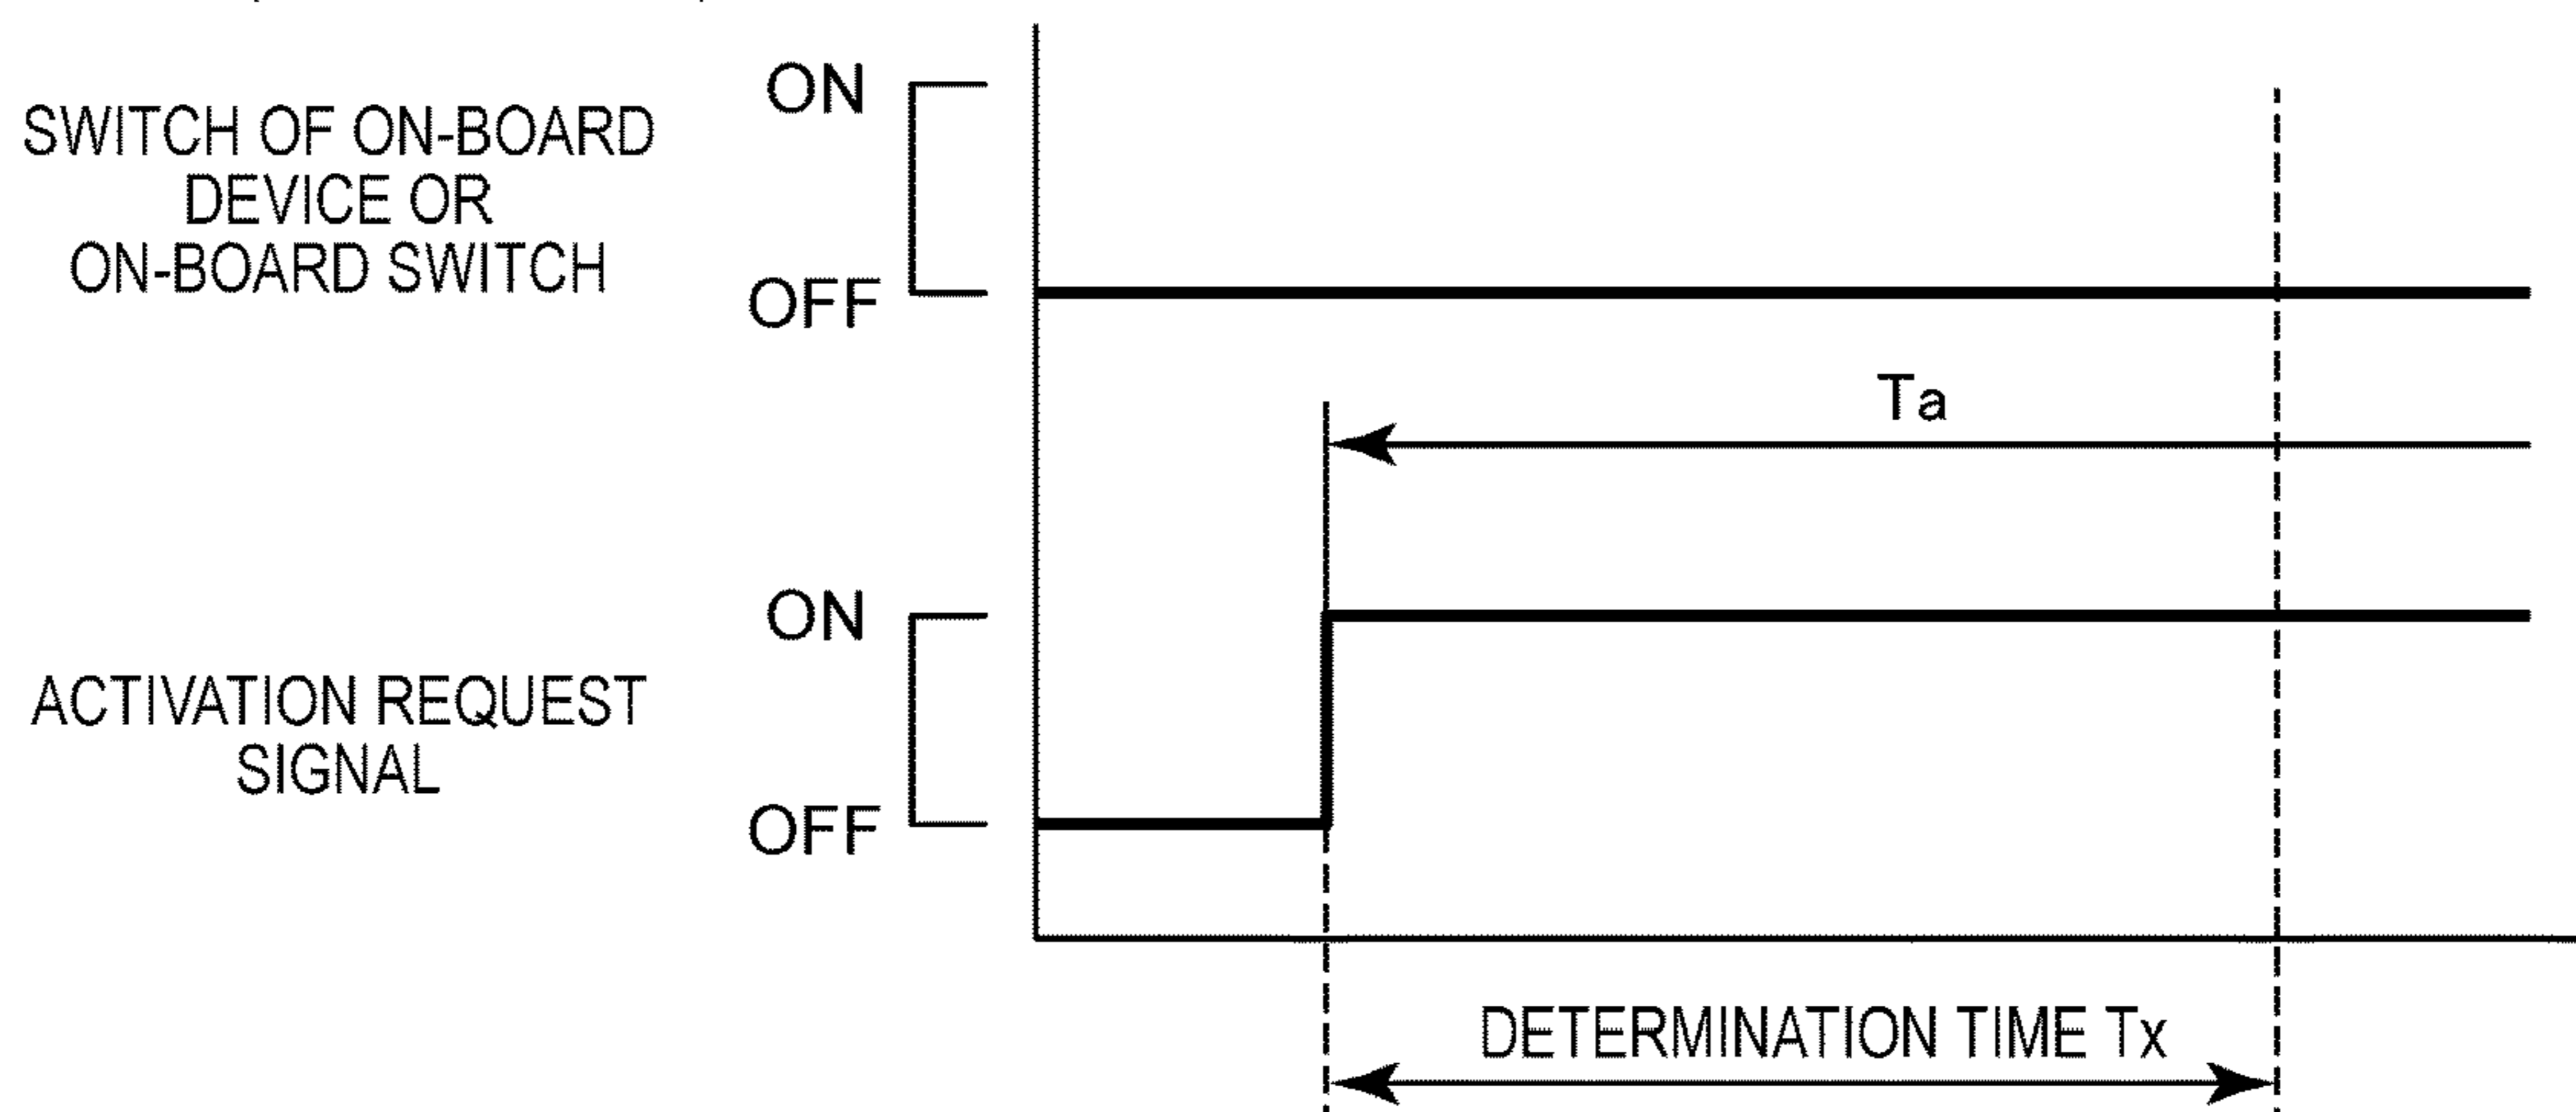 ON
SWITCH OF ON-BOARD
DEVICE OR
ON-BOARD SWITCH
OFF
Ta
ON
ACTIVATION REQUEST
SIGNAL
OFF
DETERMINATION TIME Tx